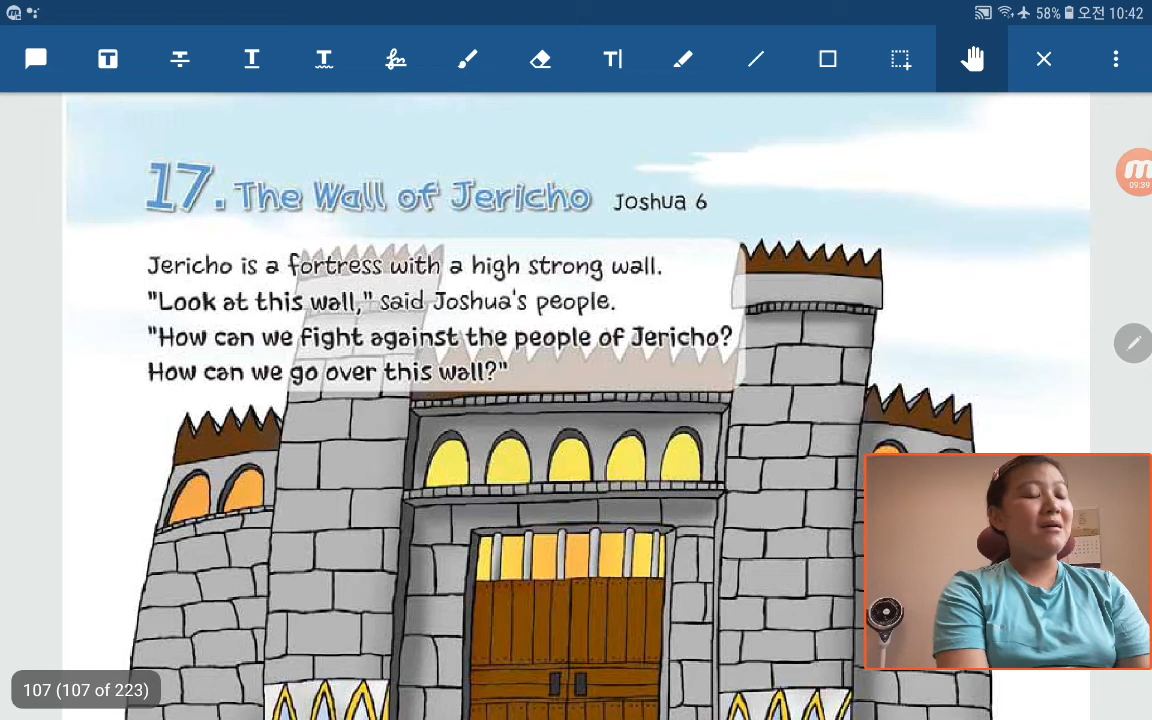 58% 오전 10:42
17. The Wall of Jericho Joshua 6
Jericho is a fortress with a high strong wall.
"Look at this wall," said Joshua's people.
"How can we fight against the people of Jericho?
How can we go over this wall?"
09:39
107 (107 of 223)